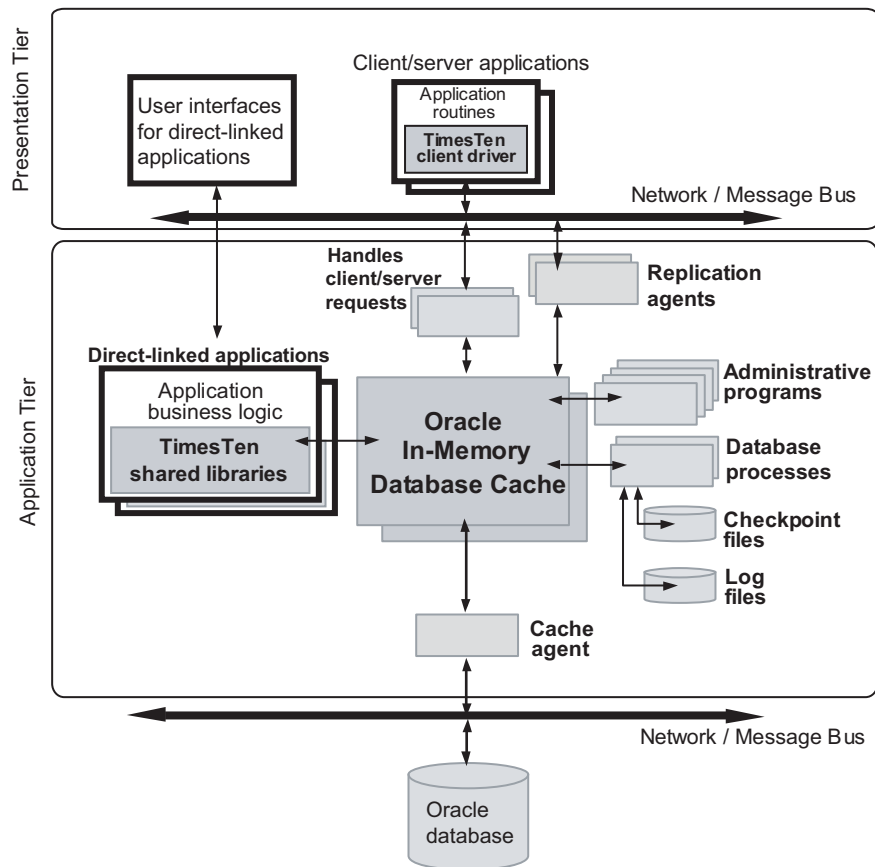 Presentation Tier
Client/server applications
User interfaces
for direct-linked
applications
Application
routines
TimesTen
client driver
Network / Message Bus
Application Tier
Handles
client/server
requests
Replication
agents
Direct-linked applications
Application
business logic
TimesTen
shared libraries
Oracle
In-Memory
Database Cache
Administrative
programs
Database
processes
Checkpoint
files
Log
files
Cache
agent
Network / Message Bus
Oracle
database